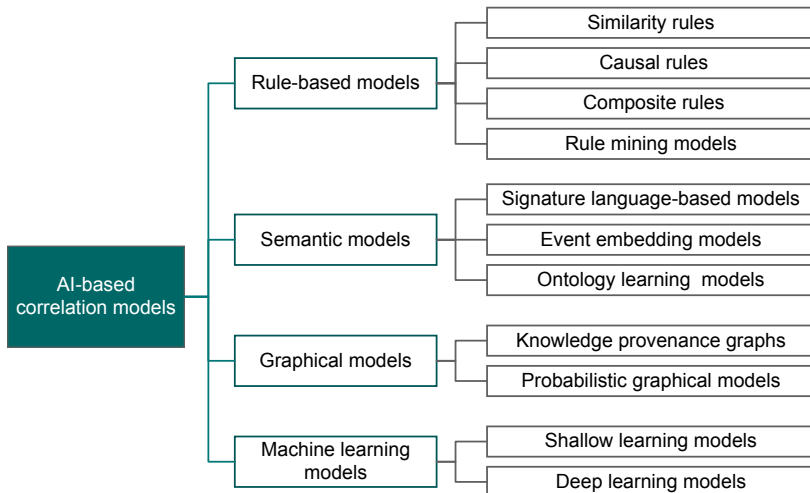 AI-based
correlation models
Rule-based models
Similarity rules
Causal rules
Composite rules
Rule mining models
Semantic models
Signature language-based models
Event embedding models
Ontology learning models
Graphical models
Knowledge provenance graphs
Probabilistic graphical models
Machine learning
models
Shallow learning models
Deep learning models